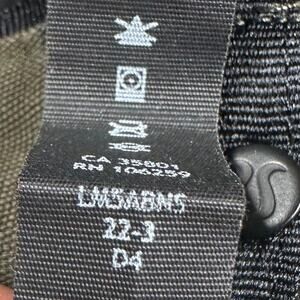 CA 35801
RN 106259
LM5ABNS
22-3
D4